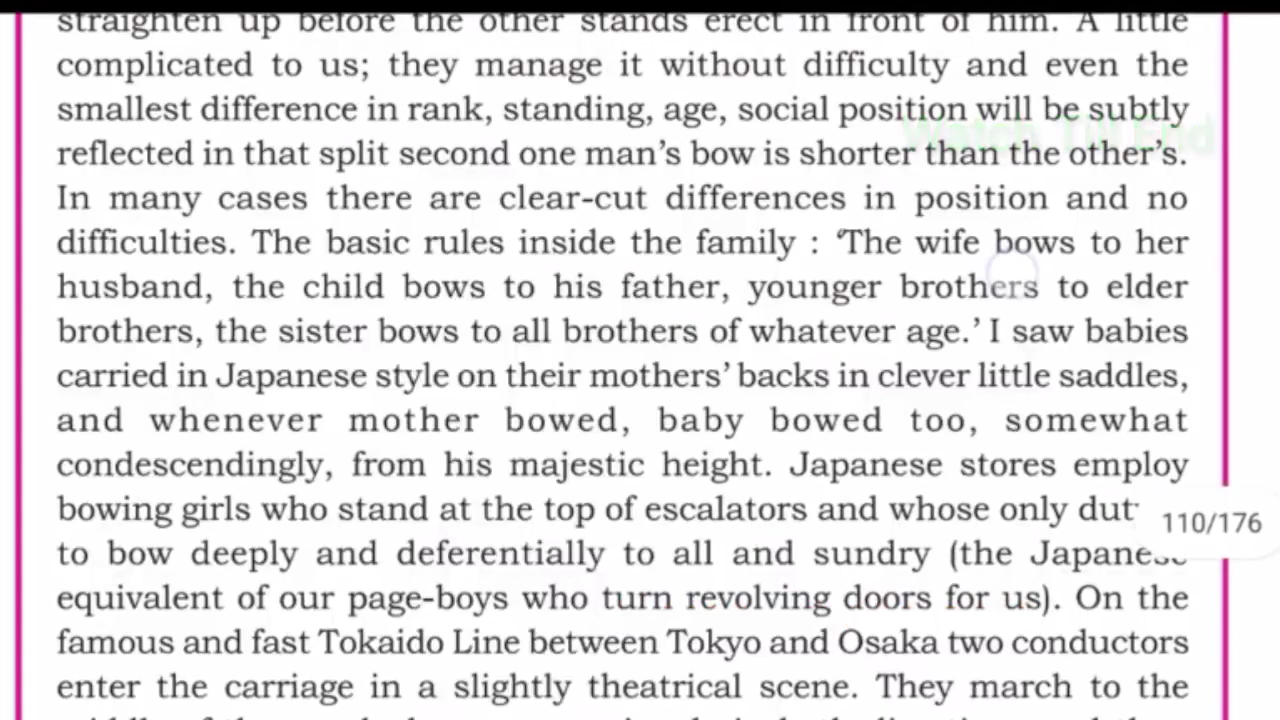 straighten up before the other stands erect in front of him. A little
complicated to us; they manage it without difficulty and even the
smallest difference in rank, standing, age, social position will be subtly
Watch Till End
reflected in that split second one man's bow is shorter than the other's.
In many cases there are clear-cut differences in position and no
difficulties. The basic rules inside the family : 'The wife bows to her
husband, the child bows to his father, younger brothers to elder
brothers, the sister bows to all brothers of whatever age.' I saw babies
carried in Japanese style on their mothers' backs in clever little saddles,
and whenever mother bowed, baby bowed too, somewhat
condescendingly, from his majestic height. Japanese stores employ
bowing girls who stand at the top of escalators and whose only
110/176
to bow deeply and deferentially to all and sundry (the Japanese
equivalent of our page-boys who turn revolving doors for us). On the
famous and fast Tokaido Line between Tokyo and Osaka two conductors
enter the carriage in a slightly theatrical scene. They march to the